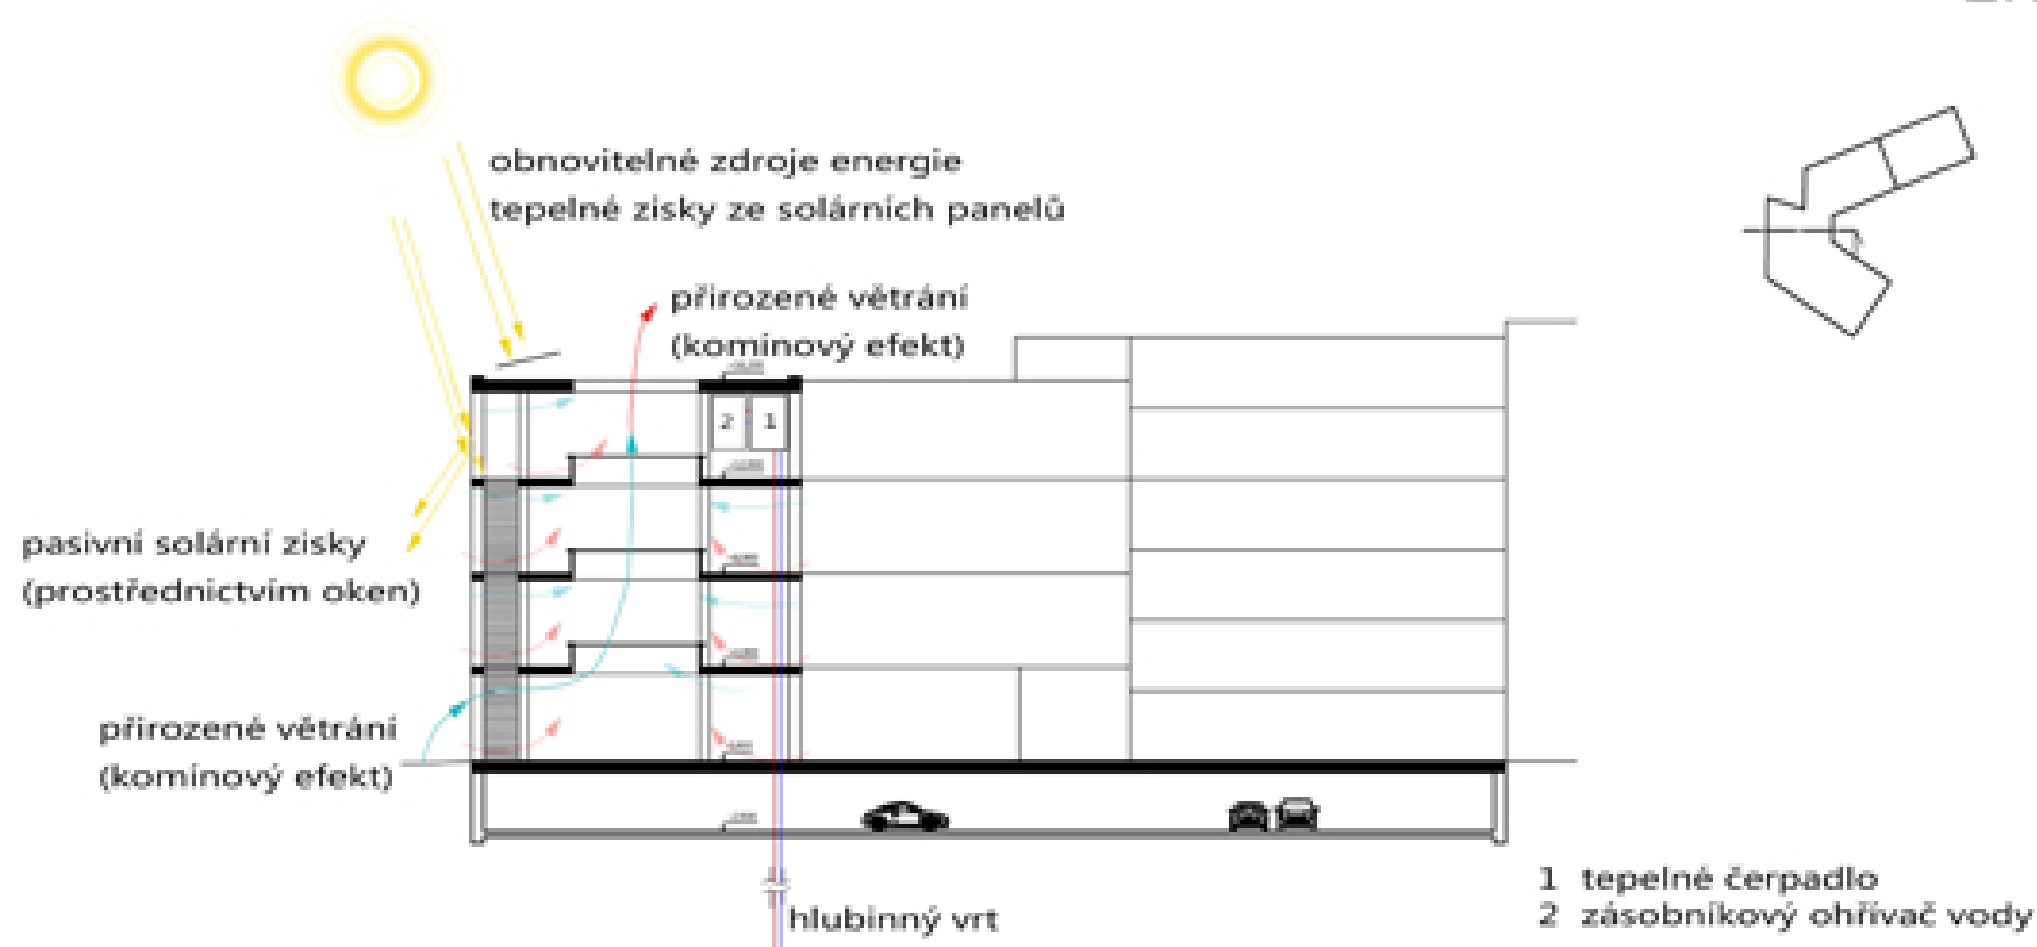 obnovitelné zdroje energie
tepelné zisky ze solárních panelů
přirozené větrání
(komínový efekt)
2 1
pasivní solární zisky
(prostřednictvím oken)
přirozené větrání
(komínový efekt)
hlubinný vrt
1 tepelné čerpadlo
2 zásobníkový ohřívač vody